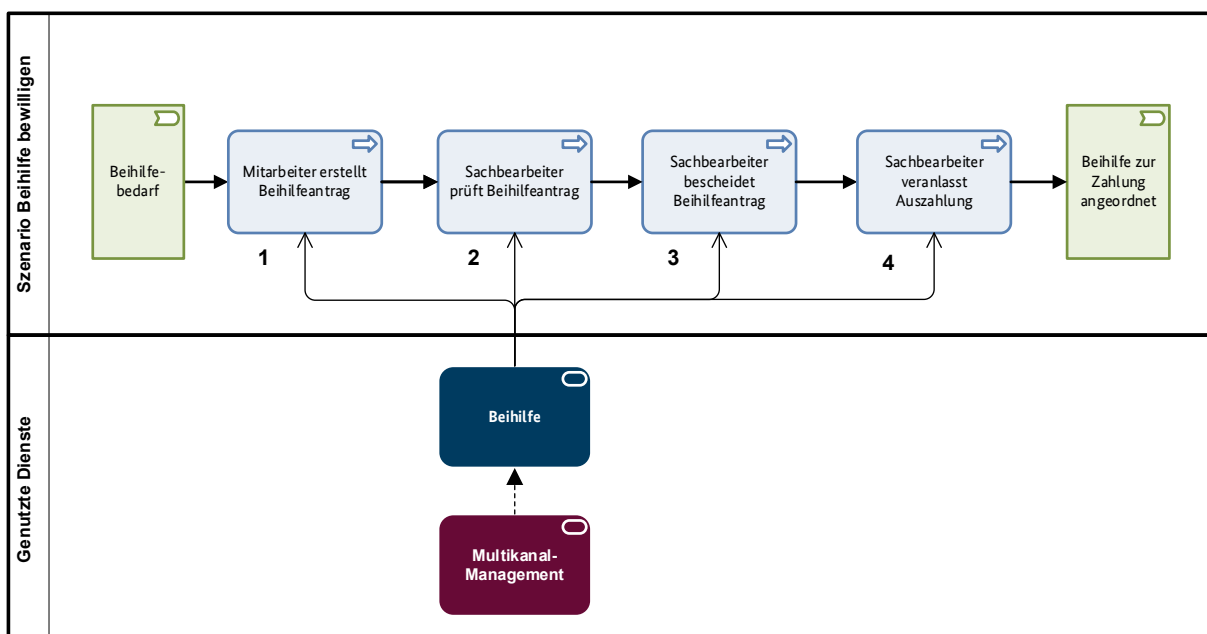 Szenario Beihilfe bewilligen
Beihilfe-
bedarf
Mitarbeiter erstellt
Beihilfeantrag
Sachbearbeiter
prüft Beihilfeantrag
Sachbearbeiter
bescheidet
Beihilfeantrag
Sachbearbeiter
veranlasst
Auszahlung
Beihilfe zur
Zahlung
angeordnet
1
2
3
4
Genutzte Dienste
Beihilfe
Multikanal-
Management